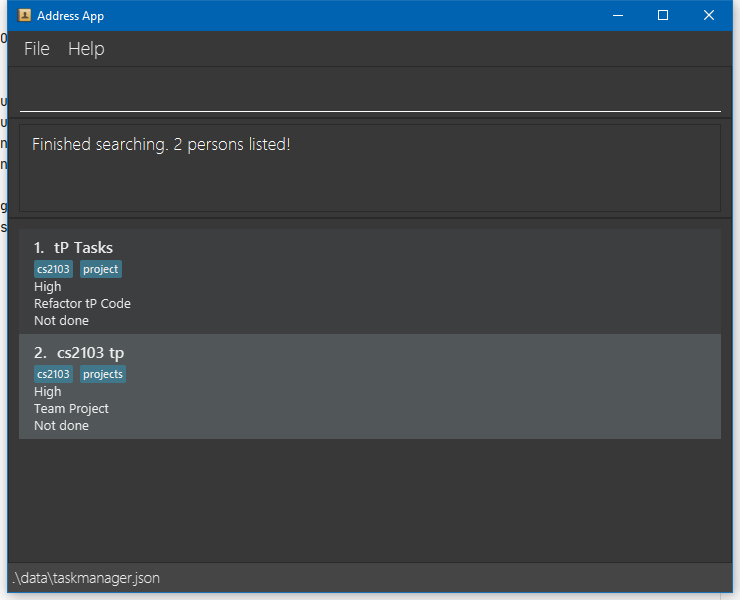 Address App
File Help
Finished searching. 2 persons listed!
1. tP Tasks
cs2103 project
High
Refactor tP Code
Not done
2. cs2103 tp
cs2103 projects
High
Team Project
Not done
.\data\taskmanager.json